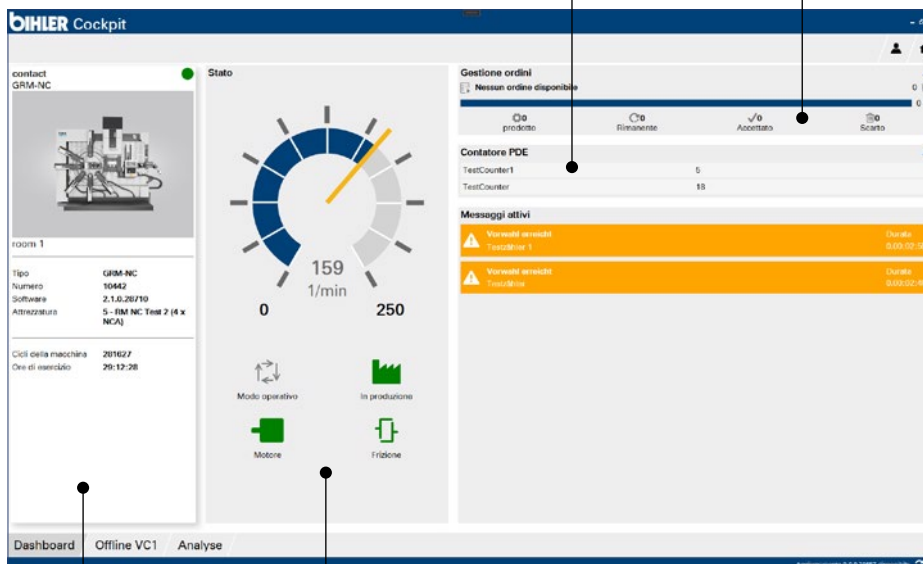 BIHLER Cockpit
contact
GRM-NC
room 1
Tipo GRM-NC
Numero 10442
Software 2.1.0.28710
Attrezzatura 5 - RM NC Test 2 (4 x NCA)
Cicli della macchina 281627
Ore di esercizio 29:12:28
Stato
159
1/min
0
250
Modo operativo
In produzione
Motore
Frizione
Gestione ordini
Nessun ordine disponibile
0
0
0
prodotto
0
Rimanente
0
Accettato
0
Scarto
Contatore PDE
TestCounter1 5
TestCounter 18
Messaggi attivi
Vorwahl erreicht
Durata
Testzähler 1
Vorwahl erreicht
Durata
Testzähler
Dashboard
Offline VC1
Analyse